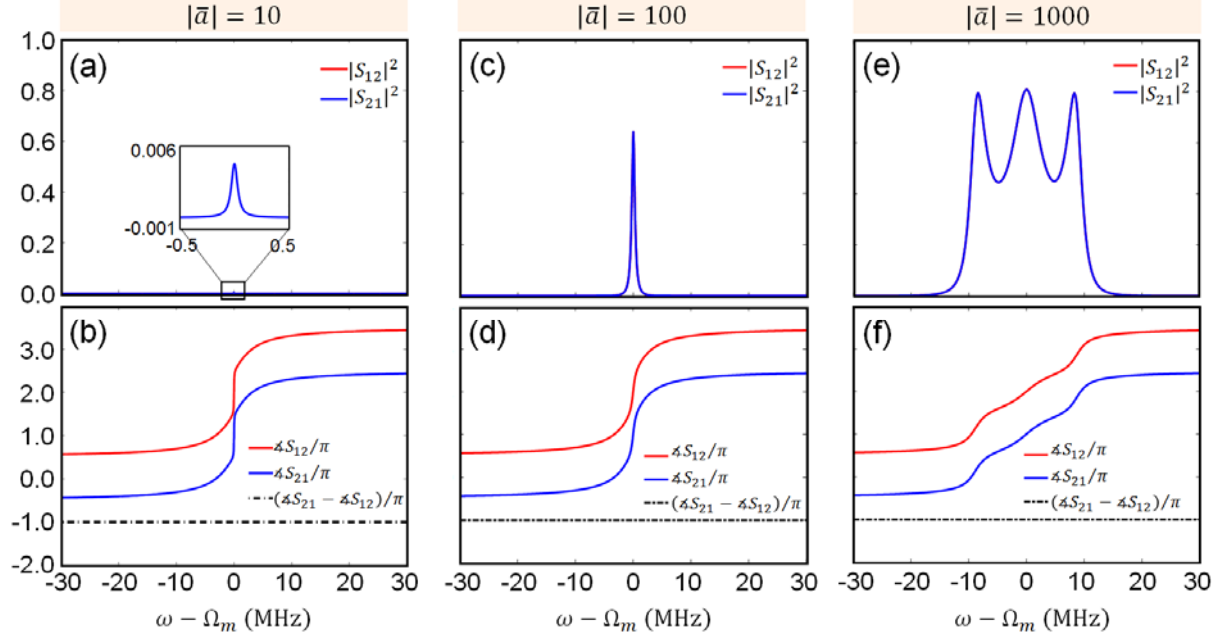 |ā| = 10
|ā| = 100
|ā| = 1000
(a)
|S₁₂|²
|S₂₁|²
1.0
0.8
0.6
0.4
0.2
0.0
0.006
-0.001
-0.5
0.5
(c)
|S₁₂|²
|S₂₁|²
(e)
|S₁₂|²
|S₂₁|²
(b)
3.0
2.0
1.0
0.0
-1.0
-2.0
∡S₁₂/π
∡S₂₁/π
(∡S₂₁ − ∡S₁₂)/π
(d)
∡S₁₂/π
∡S₂₁/π
(∡S₂₁ − ∡S₁₂)/π
(f)
∡S₁₂/π
∡S₂₁/π
(∡S₂₁ − ∡S₁₂)/π
-30 -20 -10 0 10 20 30
-30 -20 -10 0 10 20 30
-30 -20 -10 0 10 20 30
ω − Ωₘ (MHz)
ω − Ωₘ (MHz)
ω − Ωₘ (MHz)